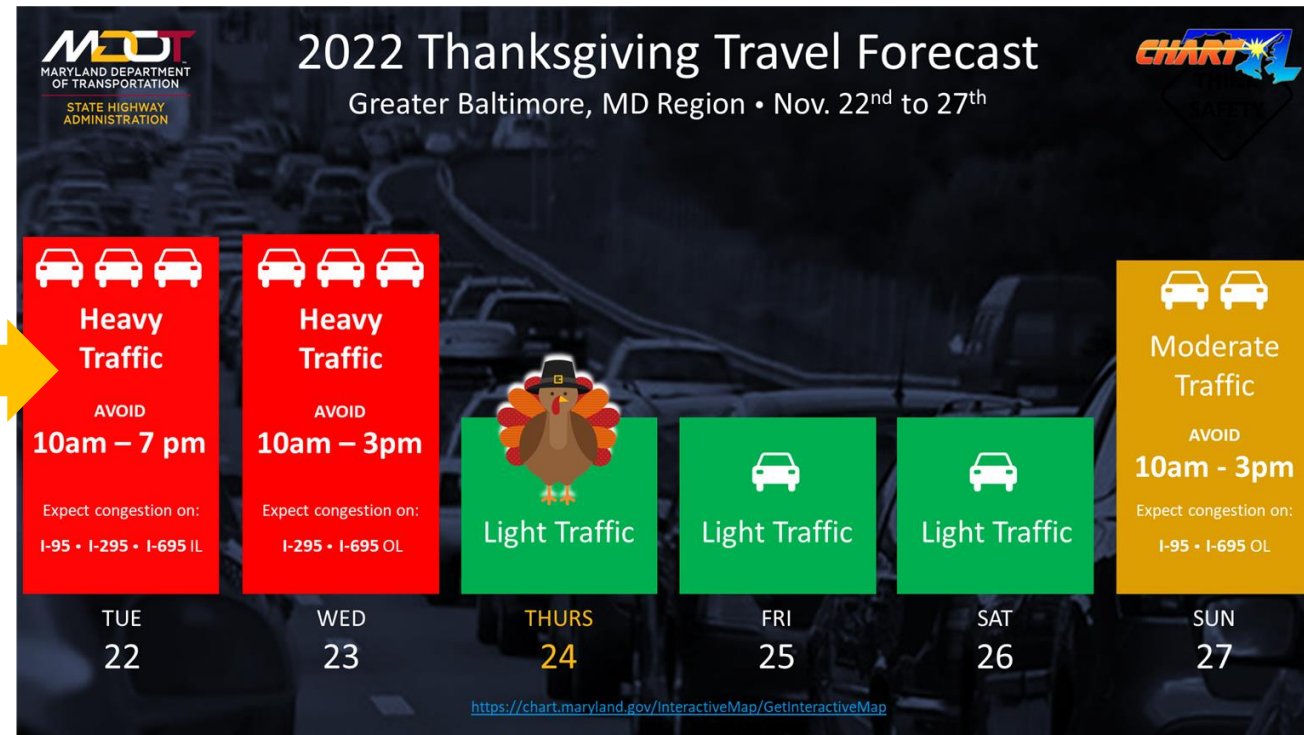 MDOT
MARYLAND DEPARTMENT
OF TRANSPORTATION
STATE HIGHWAY
ADMINISTRATION
2022 Thanksgiving Travel Forecast
Greater Baltimore, MD Region • Nov. 22nd to 27th
CHART
THINK
SAFETY
Heavy
Traffic
AVOID
10am – 7 pm
Expect congestion on:
I-95 • I-295 • I-695 IL
TUE
22
Heavy
Traffic
AVOID
10am – 3pm
Expect congestion on:
I-295 • I-695 OL
WED
23
Light Traffic
THURS
24
Light Traffic
FRI
25
Light Traffic
SAT
26
Moderate
Traffic
AVOID
10am - 3pm
Expect congestion on:
I-95 • I-695 OL
SUN
27
https://chart.maryland.gov/InteractiveMap/GetInteractiveMap